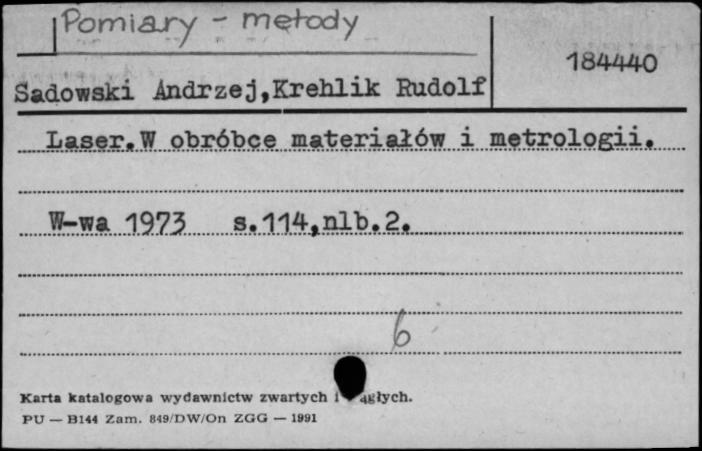 Pomiary - metody
184440
Sadowski Andrzej,Krehlik Rudolf
Laser.W obróbce materiałów i metrologii.
W-wa 1973 s.114,nlb.2.
6
Karta katalogowa wydawnictw zwartych i ągłych.
PU — B144 Zam. 849/DW/On ZGG — 1991